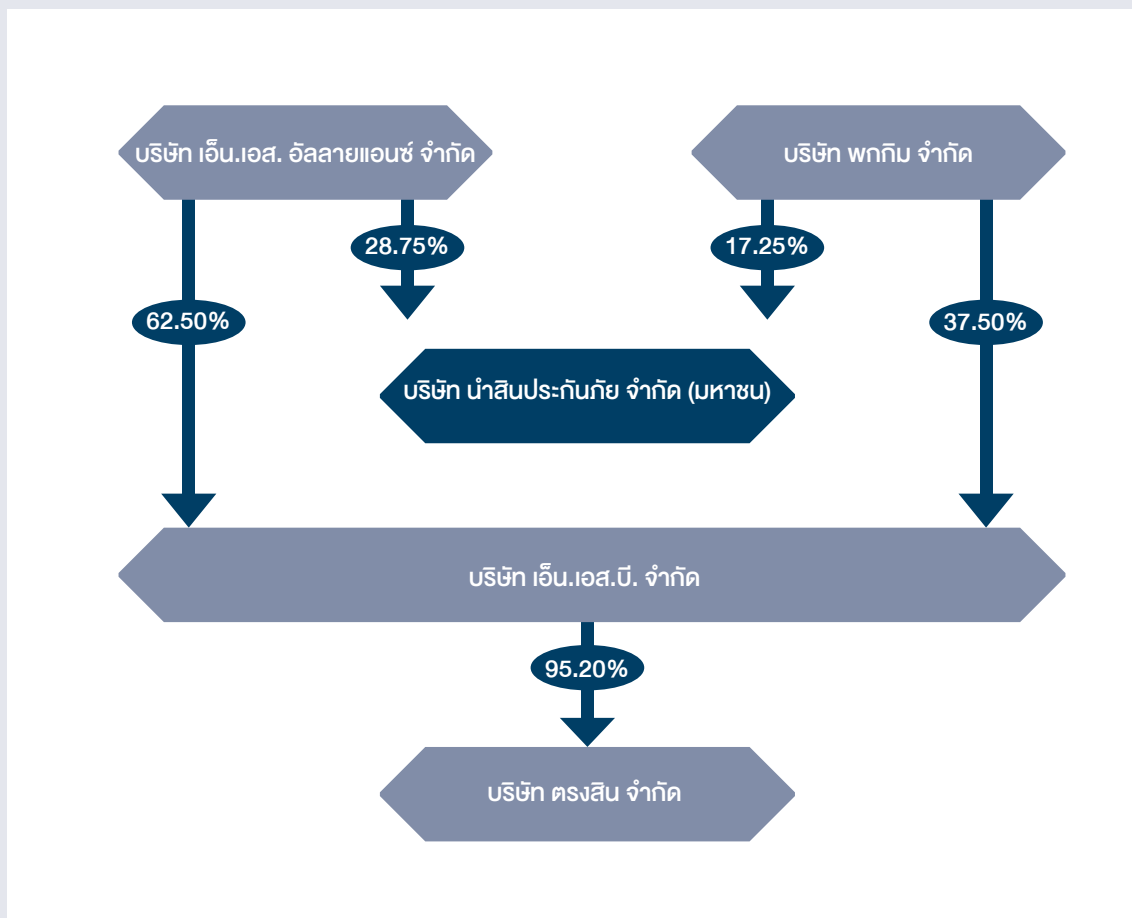 บริษัท เอ็น.เอส. อัลลายแอนซ์ จำกัด
บริษัท พกกิม จำกัด
28.75%
17.25%
62.50%
37.50%
บริษัท นำสินประกันภัย จำกัด (มหาชน)
บริษัท เอ็น.เอส.บี. จำกัด
95.20%
บริษัท ตรงสิน จำกัด